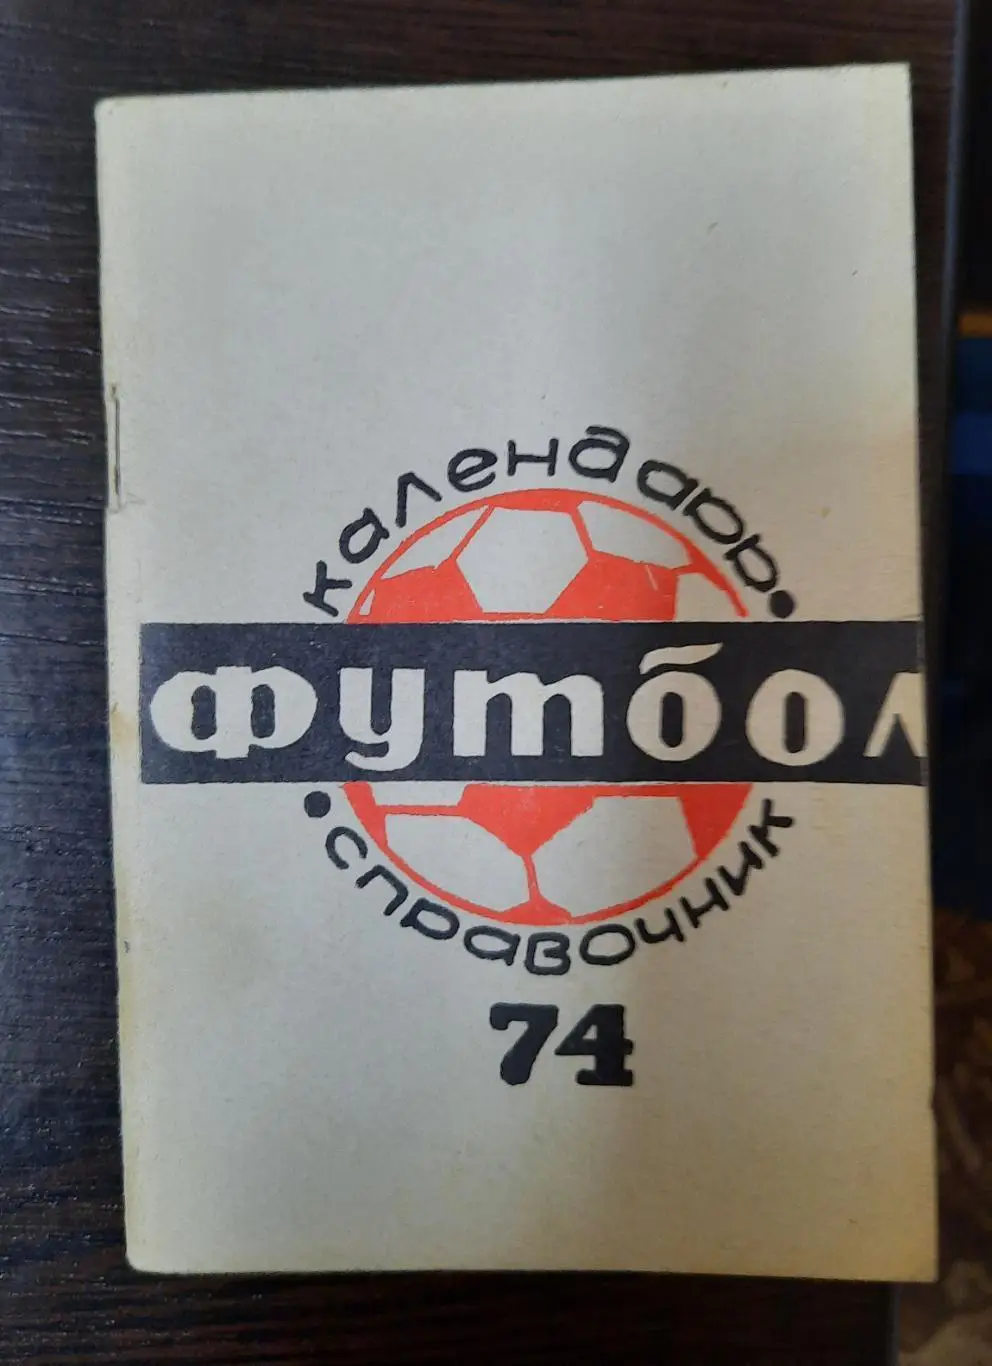 календарь
футбол
справочник
74